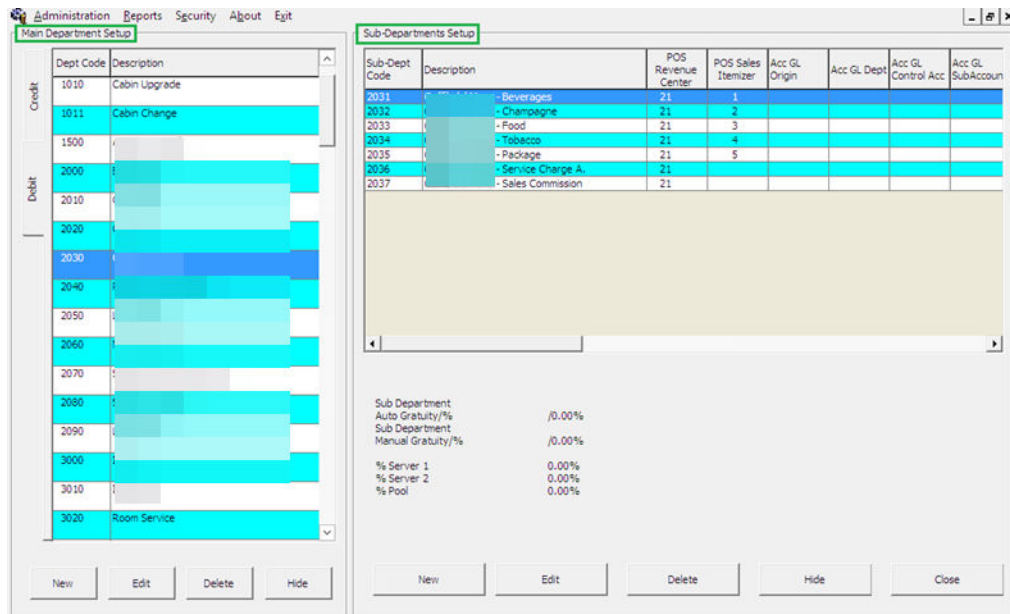 Administration Reports Security About Exit
Main Department Setup
Credit
Debit
Dept Code Description
1010 Cabin Upgrade
1011 Cabin Change
1500
2000
2010
2020
2030
2040
2050
2060
2070
2080
2090
3000
3010
3020 Room Service
New Edit Delete Hide
Sub-Departments Setup
Sub-Dept Code Description POS Revenue Center POS Sales Itemizer Acc GL Origin Acc GL Dept Acc GL Control Acc Acc GL SubAccoun
2031 - Beverages 21 1
2032 - Champagne 21 2
2033 - Food 21 3
2034 - Tobacco 21 4
2035 - Package 21 5
2036 - Service Charge A. 21
2037 - Sales Commission 21
Sub Department
Auto Gratuity/% /0.00%
Sub Department
Manual Gratuity/% /0.00%
% Server 1 0.00%
% Server 2 0.00%
% Pool 0.00%
New Edit Delete Hide Close